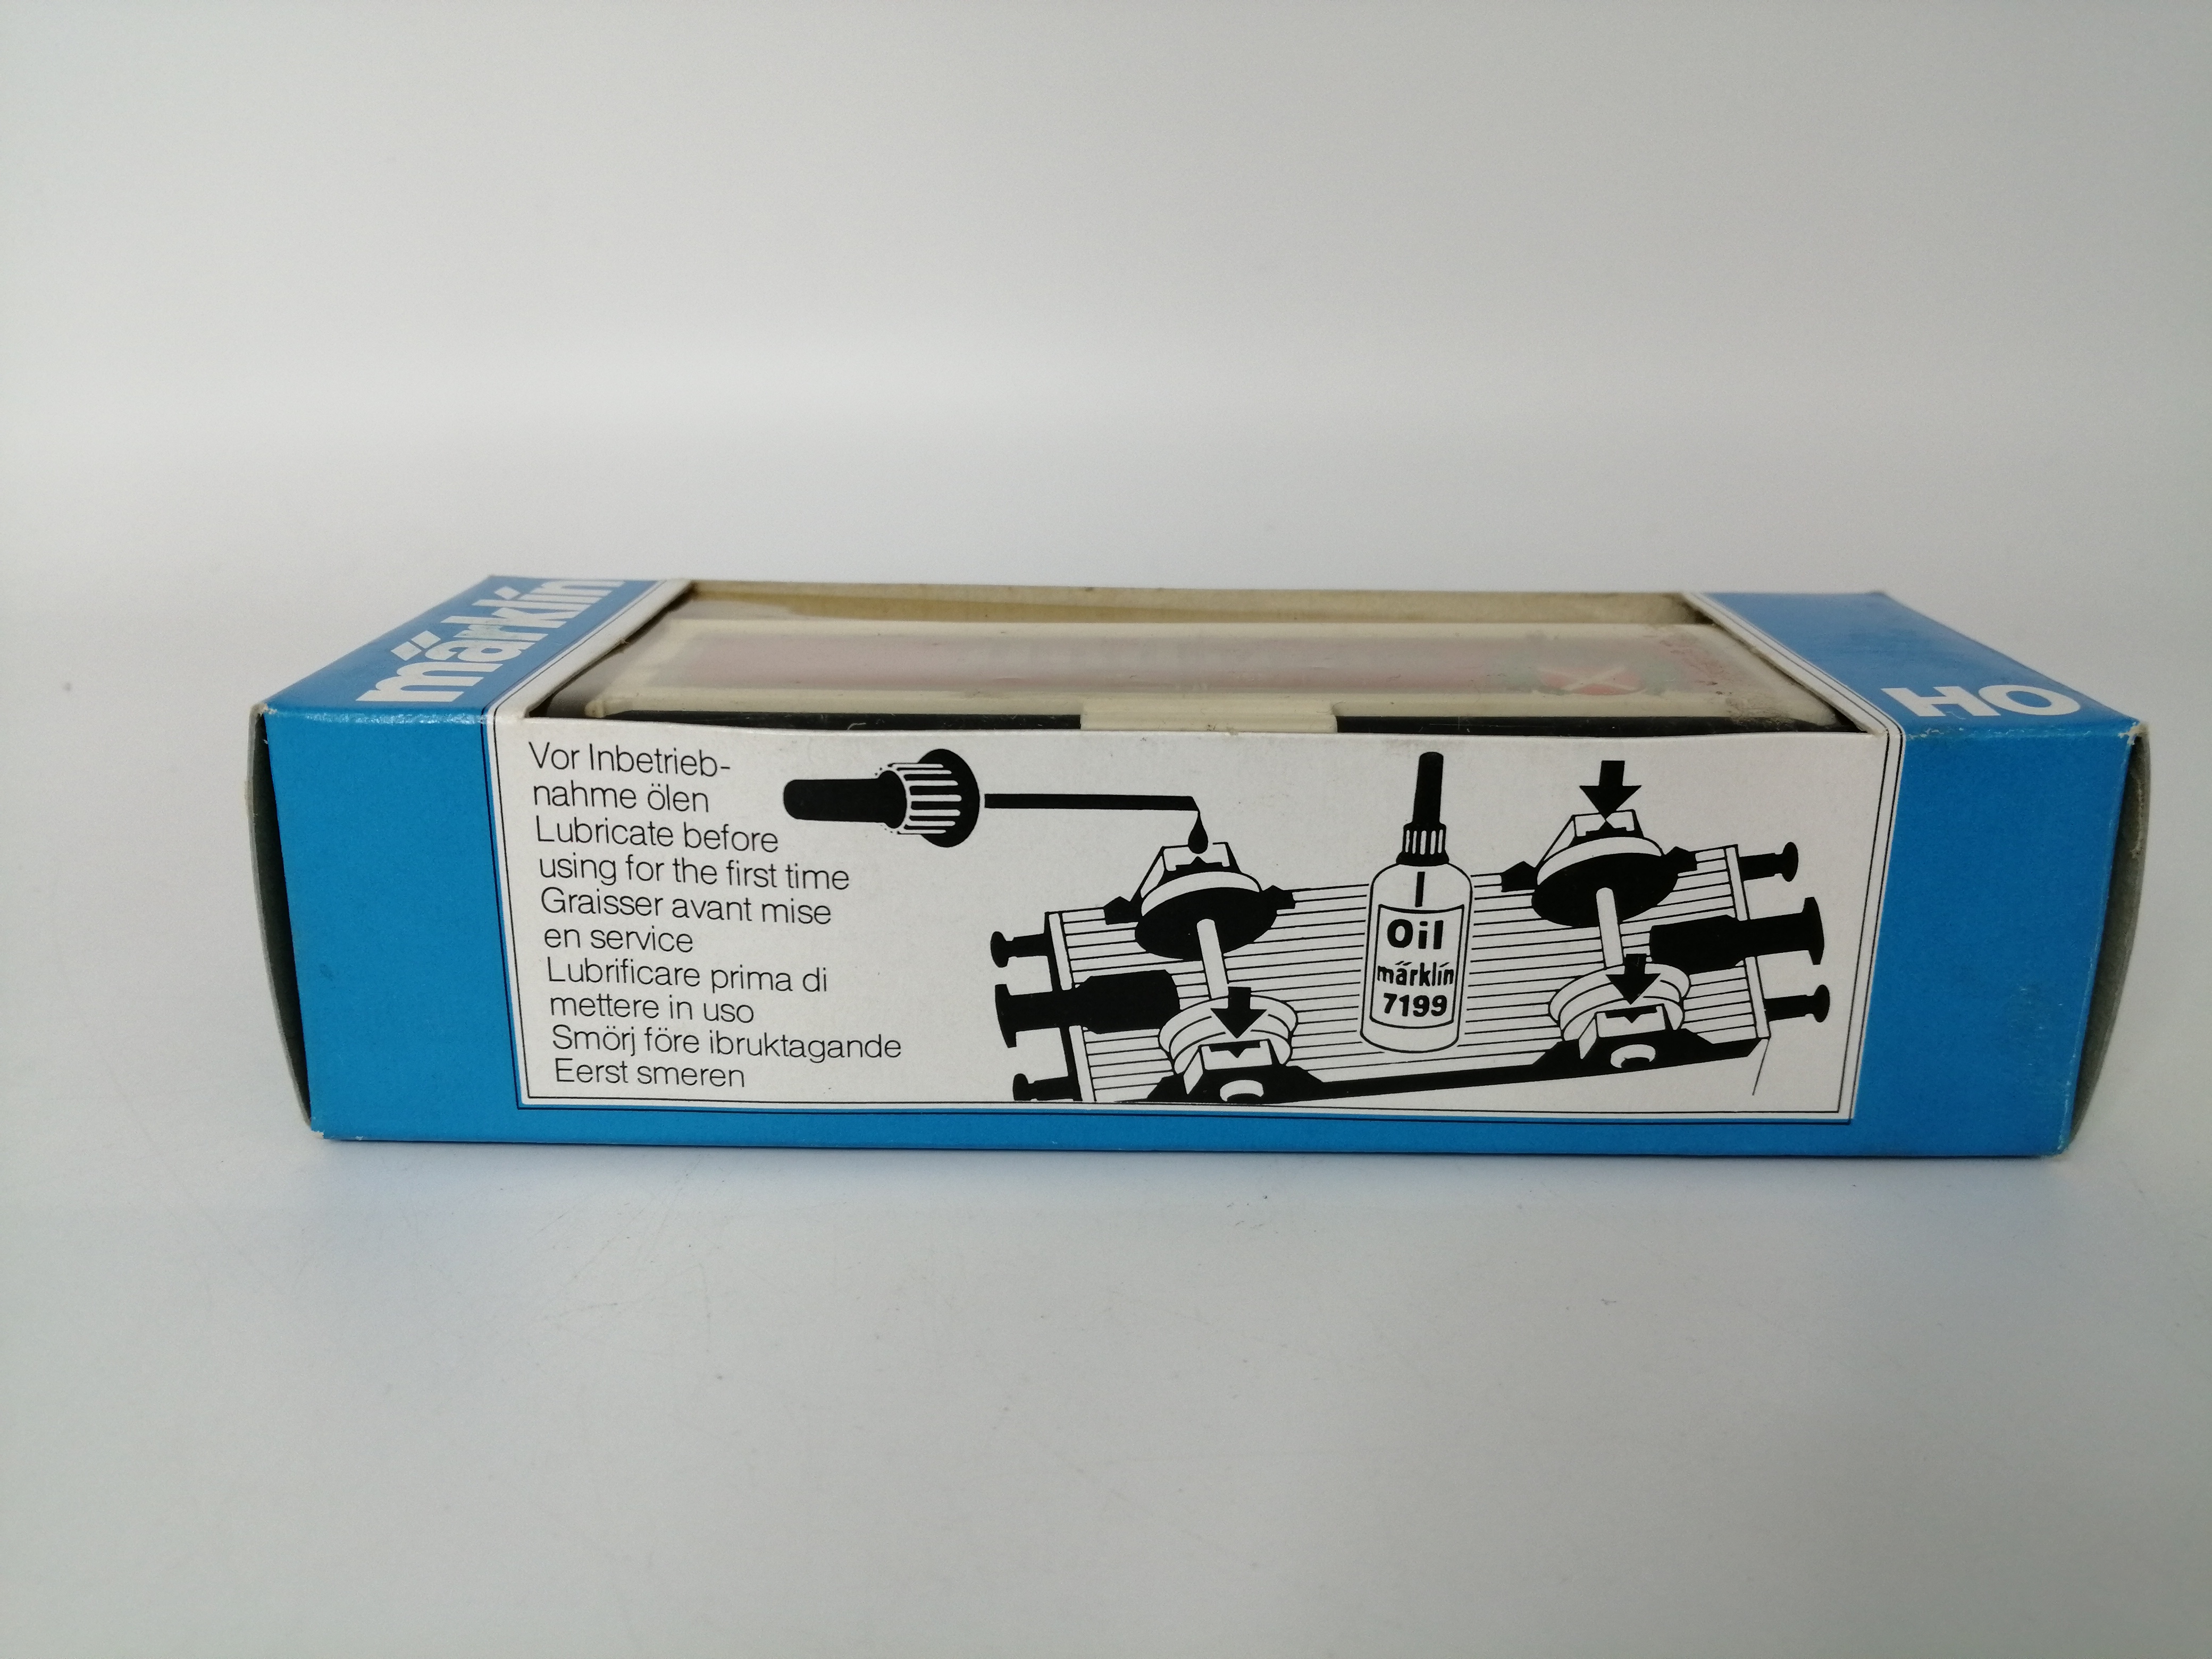 märklin
HO
Vor Inbetrieb-
nahme ölen
Lubricate before
using for the first time
Graisser avant mise
en service
Lubrificare prima di
mettere in uso
Smörj före ibruktagande
Eerst smeren
Oil
märklin
7199